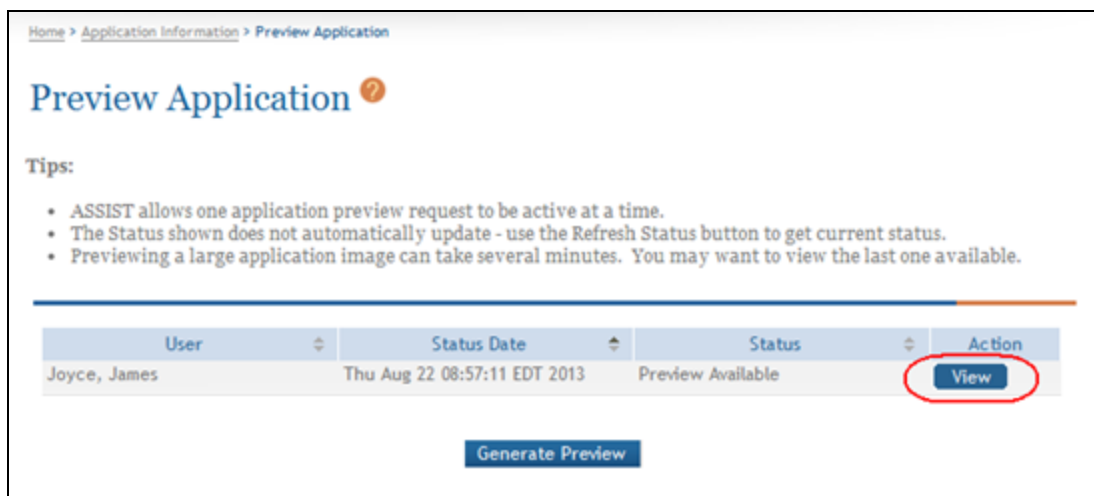 Home > Application Information > Preview Application
Preview Application ?
Tips:
• ASSIST allows one application preview request to be active at a time.
• The Status shown does not automatically update - use the Refresh Status button to get current status.
• Previewing a large application image can take several minutes.  You may want to view the last one available.
User Status Date Status Action
Joyce, James Thu Aug 22 08:57:11 EDT 2013 Preview Available View
Generate Preview